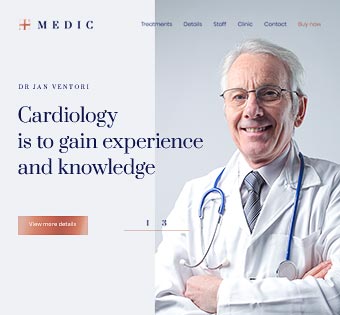 MEDIC
Treatments Details Staff Clinic Contact Buy now
DR JAN VENTORI
Cardiology
is to gain experience
and knowledge
View more details
1 3